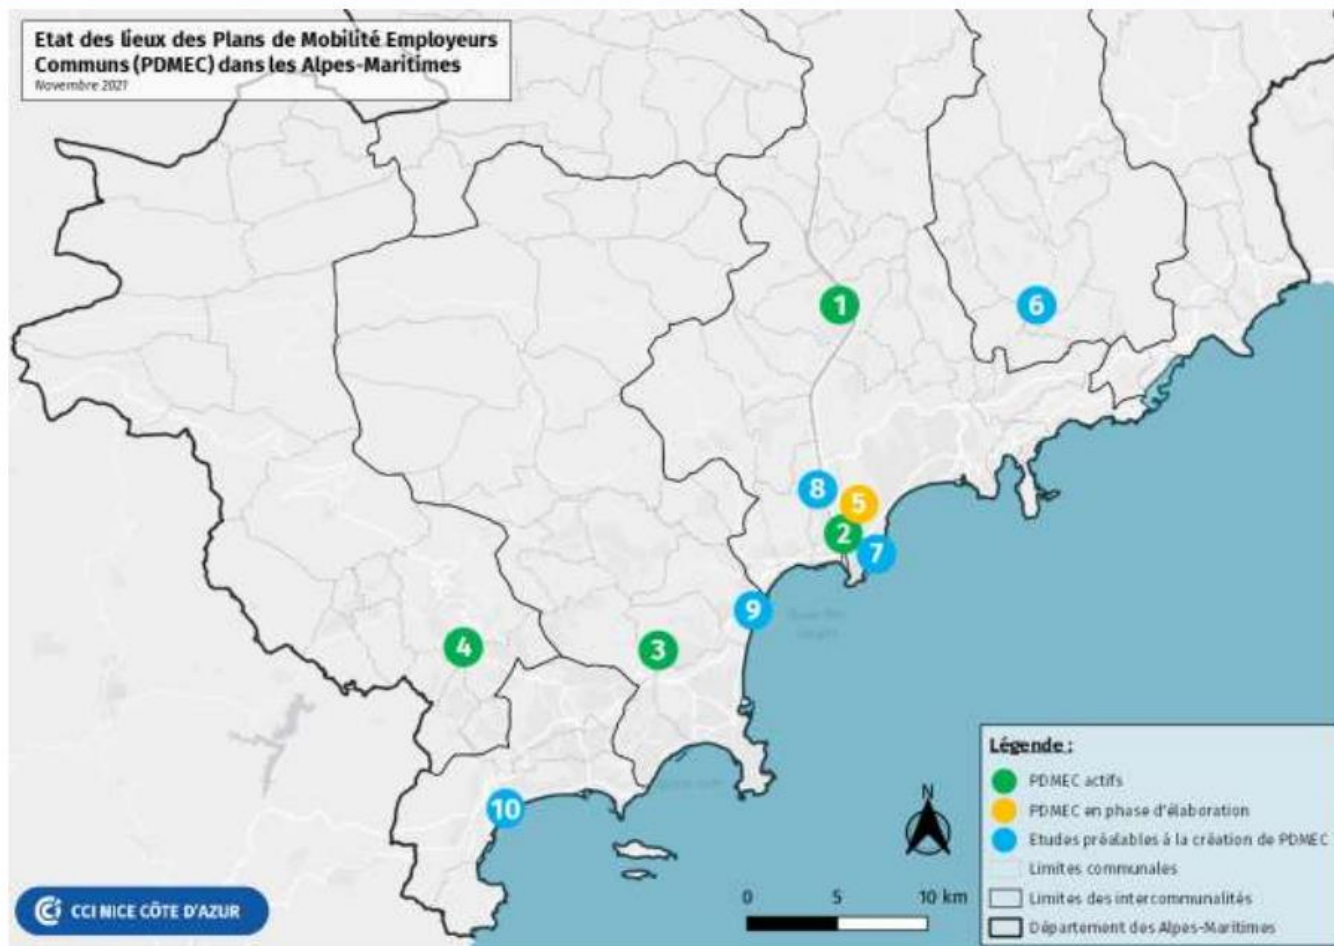 Etat des lieux des Plans de Mobilité Employeurs
Communs (PDMEC) dans les Alpes-Maritimes
Novembre 2021
1
6
8
5
2
7
9
4
3
10
Légende :
PDMEC actifs
PDMEC en phase d'élaboration
Etudes préalables à la création de PDMEC
Limites communales
Limites des intercommunalités
Département des Alpes-Maritimes
N
0 5 10 km
CCI NICE CÔTE D'AZUR